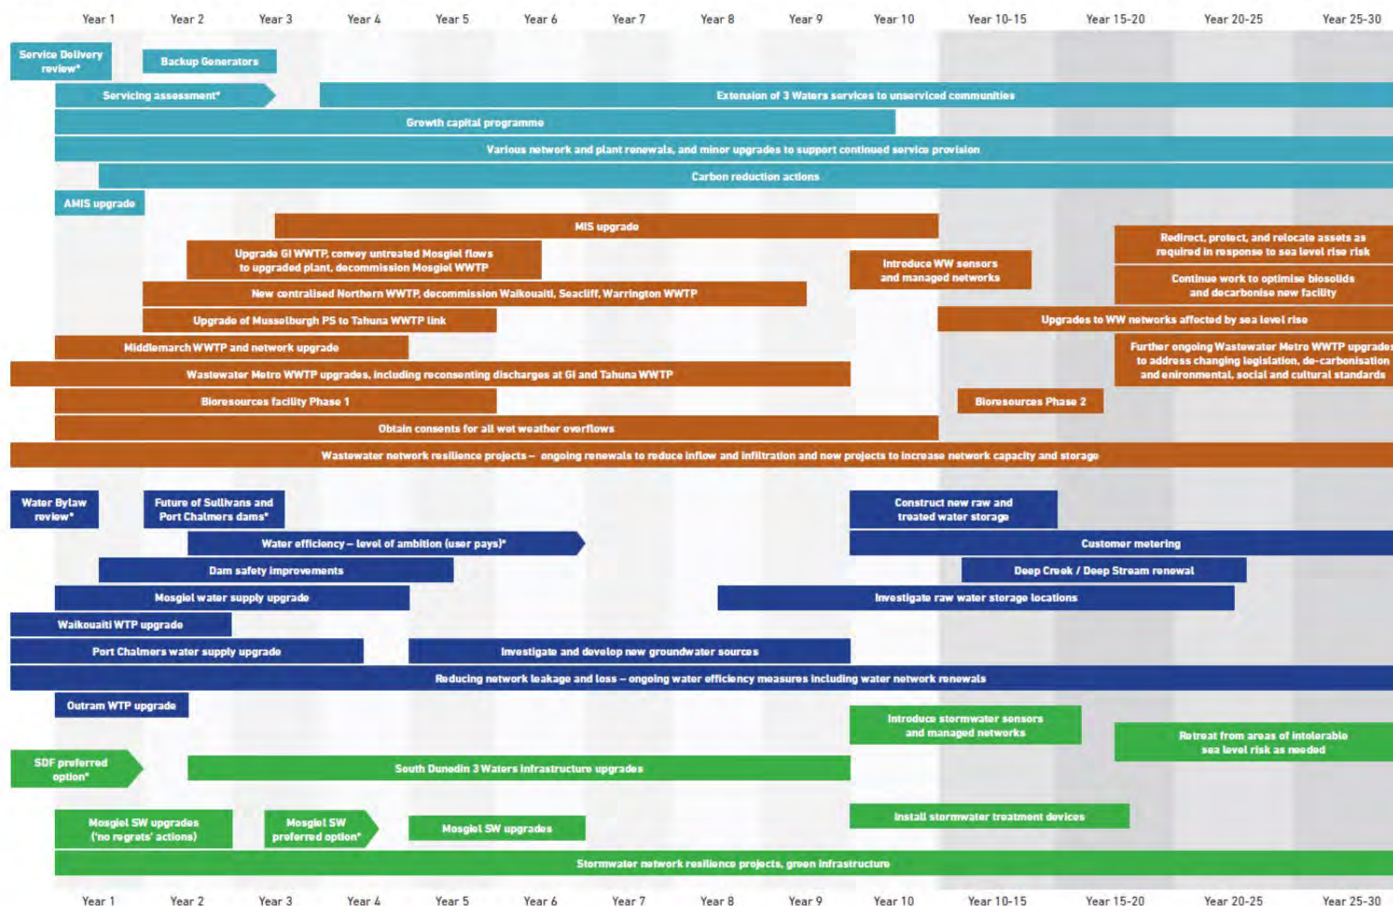 Year 1 Year 2 Year 3 Year 4 Year 5 Year 6 Year 7 Year 8 Year 9 Year 10 Year 10-15 Year 15-20 Year 20-25 Year 25-30
Service Delivery
review*
Backup Generators
Servicing assessment*
Extension of 3 Waters services to unserviced communities
Growth capital programme
Various network and plant renewals, and minor upgrades to support continued service provision
Carbon reduction actions
AMIS upgrade
MIS upgrade
Upgrade GI WWTP, convey untreated Mosgiel flows
to upgraded plant, decommission Mosgiel WWTP
Introduce WW sensors
and managed networks
Redirect, protect, and relocate assets as
required in response to sea level rise risk
New centralised Northern WWTP, decommission Waikouaiti, Seacliff, Warrington WWTP
Continue work to optimise biosolids
and decarbonise new facility
Upgrade of Musselburgh PS to Tahuna WWTP link
Upgrades to WW networks affected by sea level rise
Middlemarch WWTP and network upgrade
Further ongoing Wastewater Metro WWTP upgrades
to address changing legislation, de-carbonisation
and enironmental, social and cultural standards
Wastewater Metro WWTP upgrades, including reconsenting discharges at GI and Tahuna WWTP
Bioresources facility Phase 1
Bioresources Phase 2
Obtain consents for all wet weather overflows
Wastewater network resilience projects – ongoing renewals to reduce inflow and infiltration and new projects to increase network capacity and storage
Water Bylaw
review*
Future of Sullivans and
Port Chalmers dams*
Construct new raw and
treated water storage
Water efficiency – level of ambition (user pays)*
Customer metering
Dam safety improvements
Deep Creek / Deep Stream renewal
Mosgiel water supply upgrade
Investigate raw water storage locations
Waikouaiti WTP upgrade
Port Chalmers water supply upgrade
Investigate and develop new groundwater sources
Reducing network leakage and loss – ongoing water efficiency measures including water network renewals
Outram WTP upgrade
Introduce stormwater sensors
and managed networks
Retreat from areas of intolerable
sea level risk as needed
SDF preferred
option*
South Dunedin 3 Waters Infrastructure upgrades
Mosgiel SW upgrades
('no regrets' actions)
Mosgiel SW
preferred option*
Mosgiel SW upgrades
Install stormwater treatment devices
Stormwater network resilience projects, green infrastructure
Year 1 Year 2 Year 3 Year 4 Year 5 Year 6 Year 7 Year 8 Year 9 Year 10 Year 10-15 Year 15-20 Year 20-25 Year 25-30